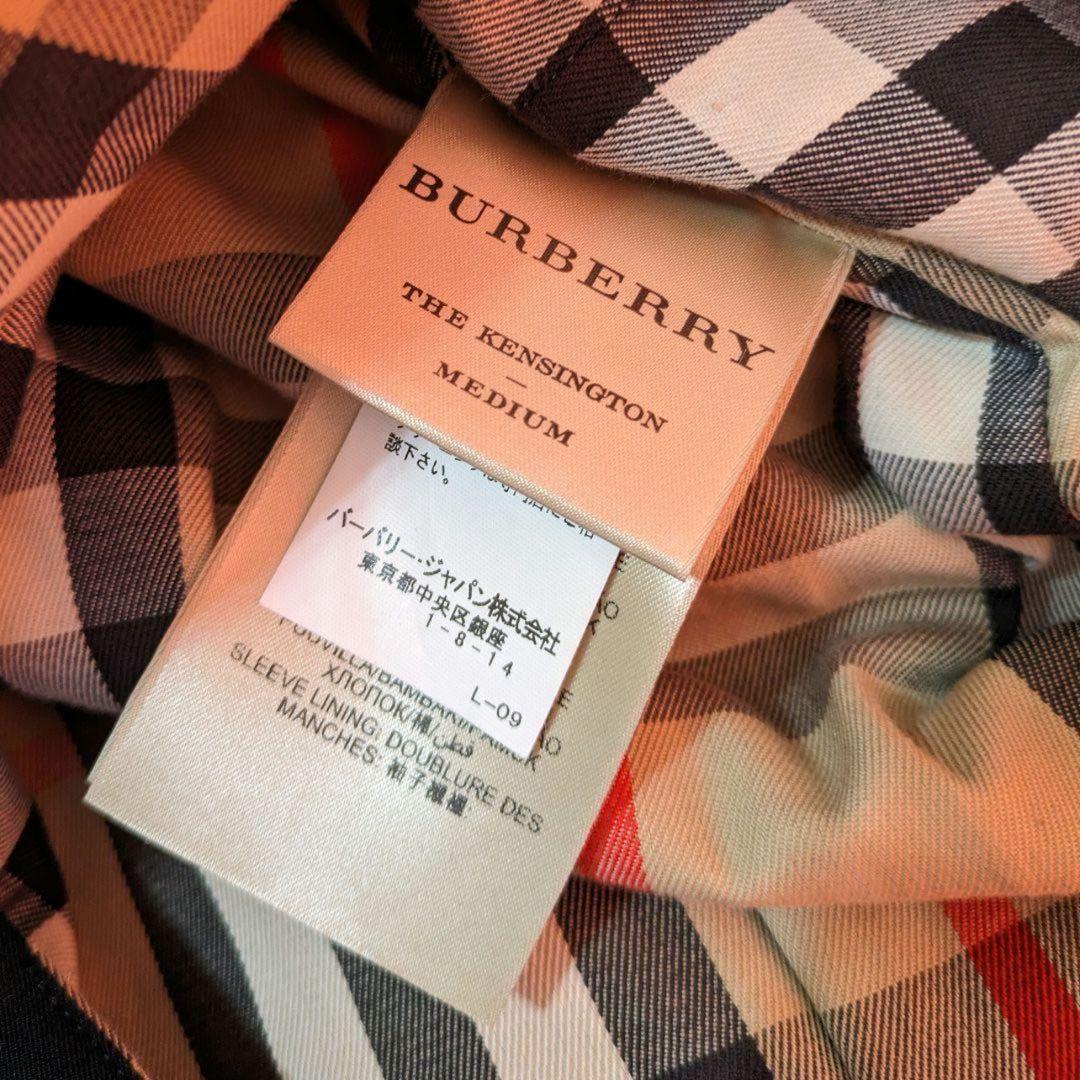 BURBERRY
THE KENSINGTON
—
MEDIUM
談下さい。
バーバリー・ジャパン株式会社
東京都中央区銀座
1-8-14
L-09
ХЛОПОК/棉/قطن
SLEEVE LINING: DOUBLURE DES
MANCHES: 袖子裡襯